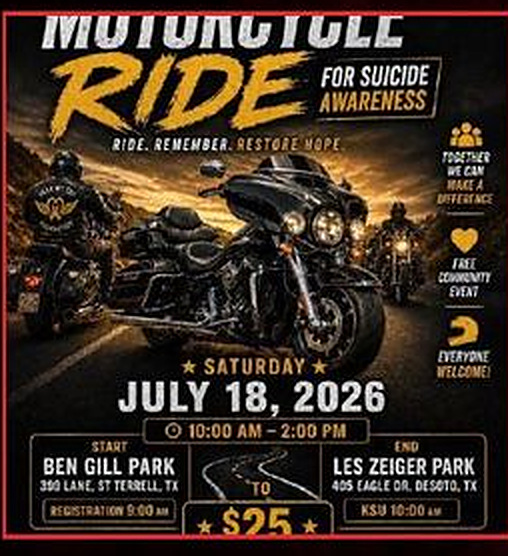 MOTORCYCLE
RIDE
FOR SUICIDE
AWARENESS
RIDE. REMEMBER. RESTORE HOPE.
TOGETHER
WE CAN
MAKE A
DIFFERENCE
FREE
COMMUNITY
EVENT
EVERYONE
WELCOME!
★ SATURDAY ★
JULY 18, 2026
10:00 AM – 2:00 PM
START
BEN GILL PARK
390 LANE, ST TERRELL, TX
REGISTRATION 9:00 AM
TO
END
LES ZEIGER PARK
405 EAGLE DR. DESOTO, TX
KSU 10:00 AM
★ $25 ★